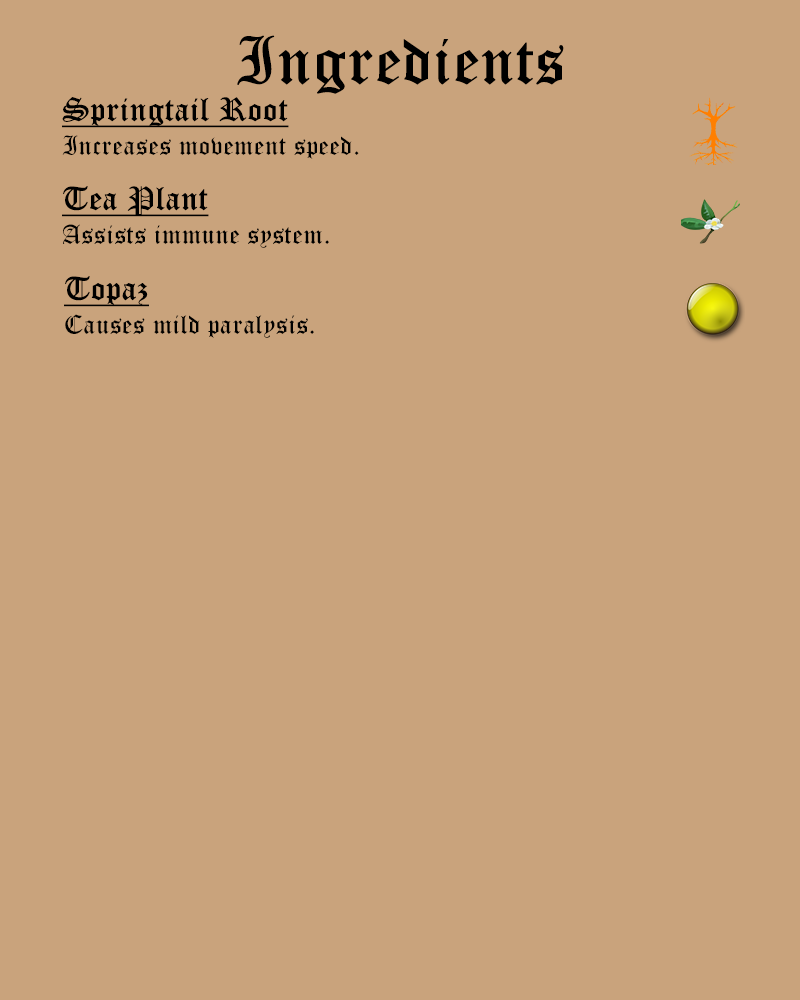 Ingredients
Springtail Root
Increases movement speed.
Tea Plant
Assists immune system.
Topaz
Causes mild paralysis.